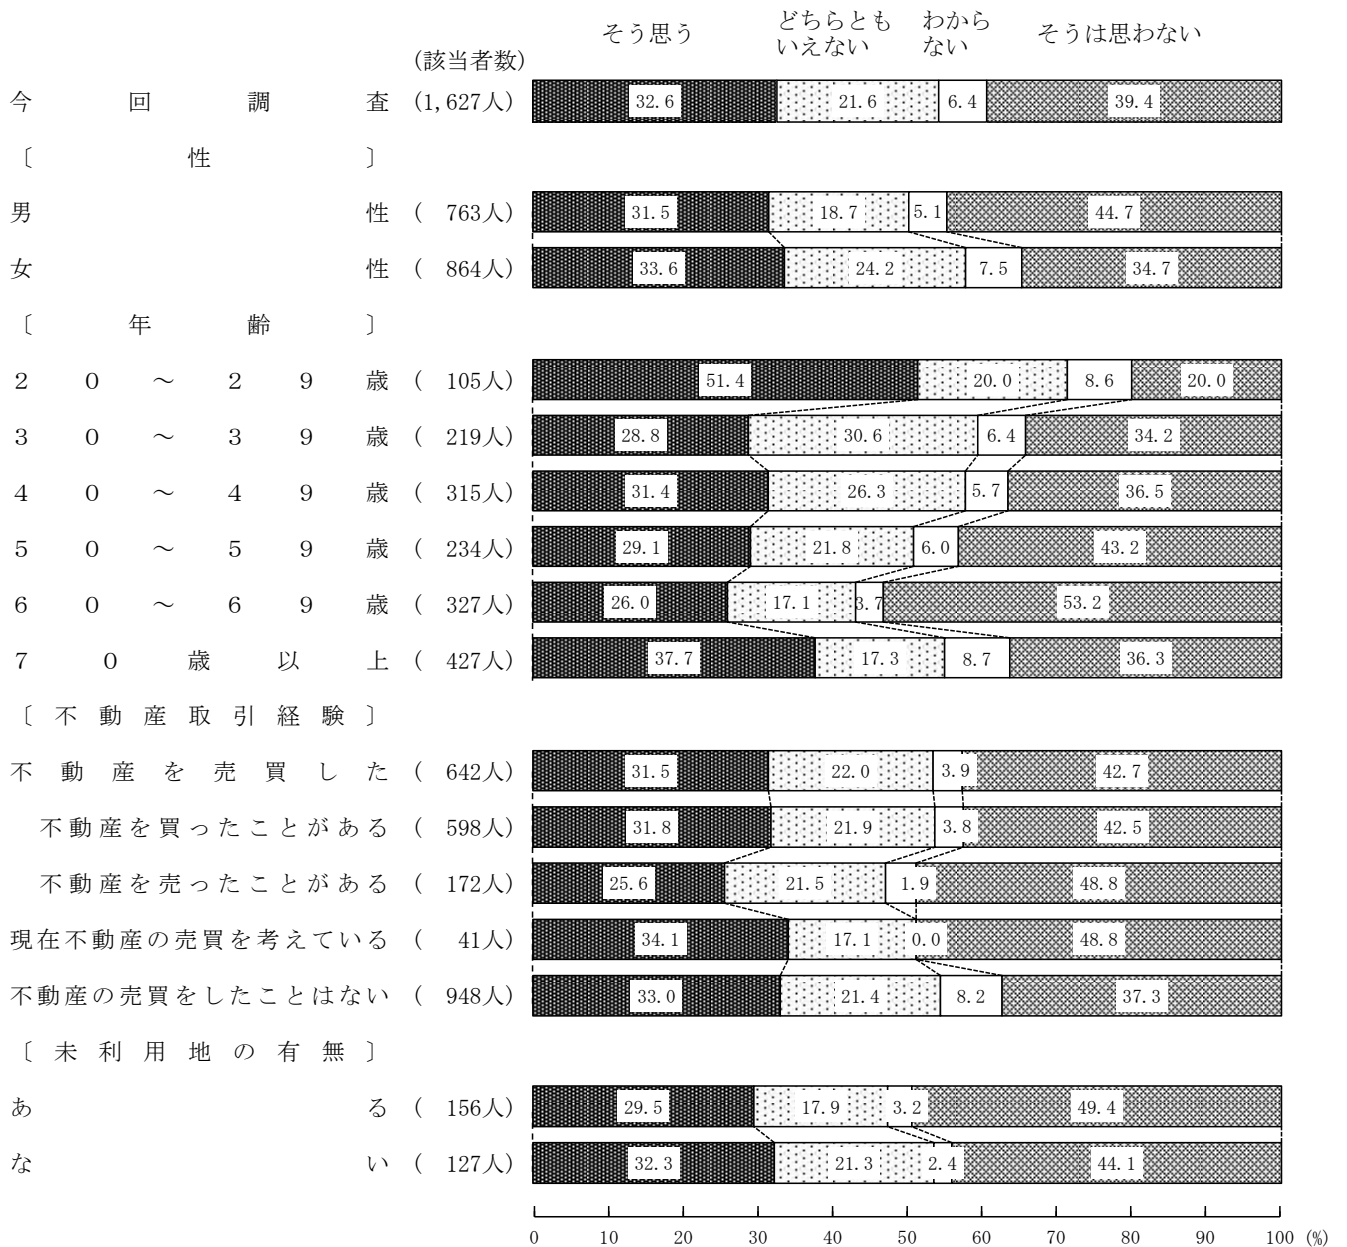 そう思う どちらとも わから そうは思わない
いえない ない
(該当者数)
今回調査 (1,627人) 32.6 21.6 6.4 39.4
〔性〕
男性 ( 763人) 31.5 18.7 5.1 44.7
女性 ( 864人) 33.6 24.2 7.5 34.7
〔年齢〕
20～29歳 ( 105人) 51.4 20.0 8.6 20.0
30～39歳 ( 219人) 28.8 30.6 6.4 34.2
40～49歳 ( 315人) 31.4 26.3 5.7 36.5
50～59歳 ( 234人) 29.1 21.8 6.0 43.2
60～69歳 ( 327人) 26.0 17.1 3.7 53.2
70歳以上 ( 427人) 37.7 17.3 8.7 36.3
〔不動産取引経験〕
不動産を売買した ( 642人) 31.5 22.0 3.9 42.7
不動産を買ったことがある ( 598人) 31.8 21.9 3.8 42.5
不動産を売ったことがある ( 172人) 25.6 21.5 1.9 48.8
現在不動産の売買を考えている ( 41人) 34.1 17.1 0.0 48.8
不動産の売買をしたことはない ( 948人) 33.0 21.4 8.2 37.3
〔未利用地の有無〕
ある ( 156人) 29.5 17.9 3.2 49.4
ない ( 127人) 32.3 21.3 2.4 44.1
0 10 20 30 40 50 60 70 80 90 100 (%)